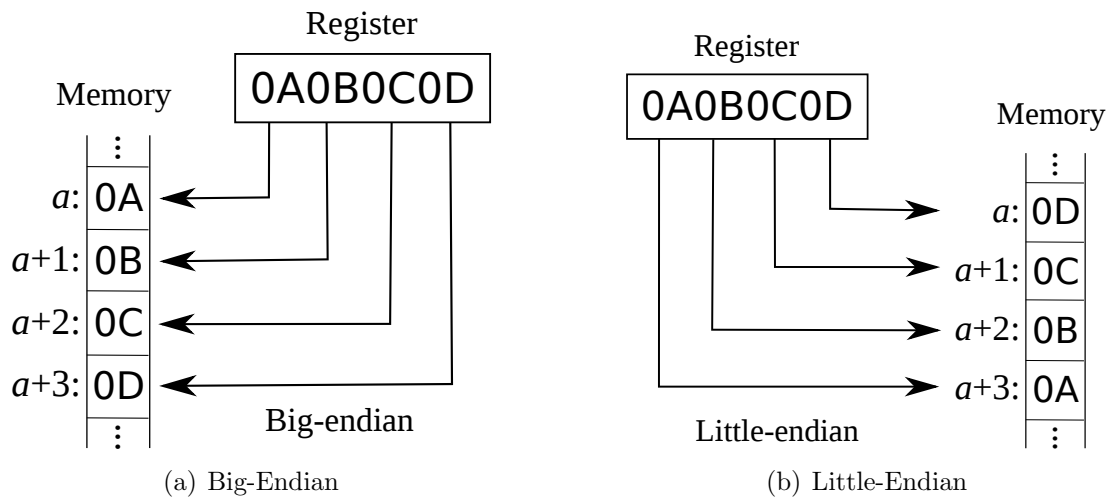 Register
0A0B0C0D
Memory
⋮
a: 0A
a+1: 0B
a+2: 0C
a+3: 0D
⋮
Big-endian
(a) Big-Endian
Register
0A0B0C0D
Memory
⋮
a: 0D
a+1: 0C
a+2: 0B
a+3: 0A
⋮
Little-endian
(b) Little-Endian